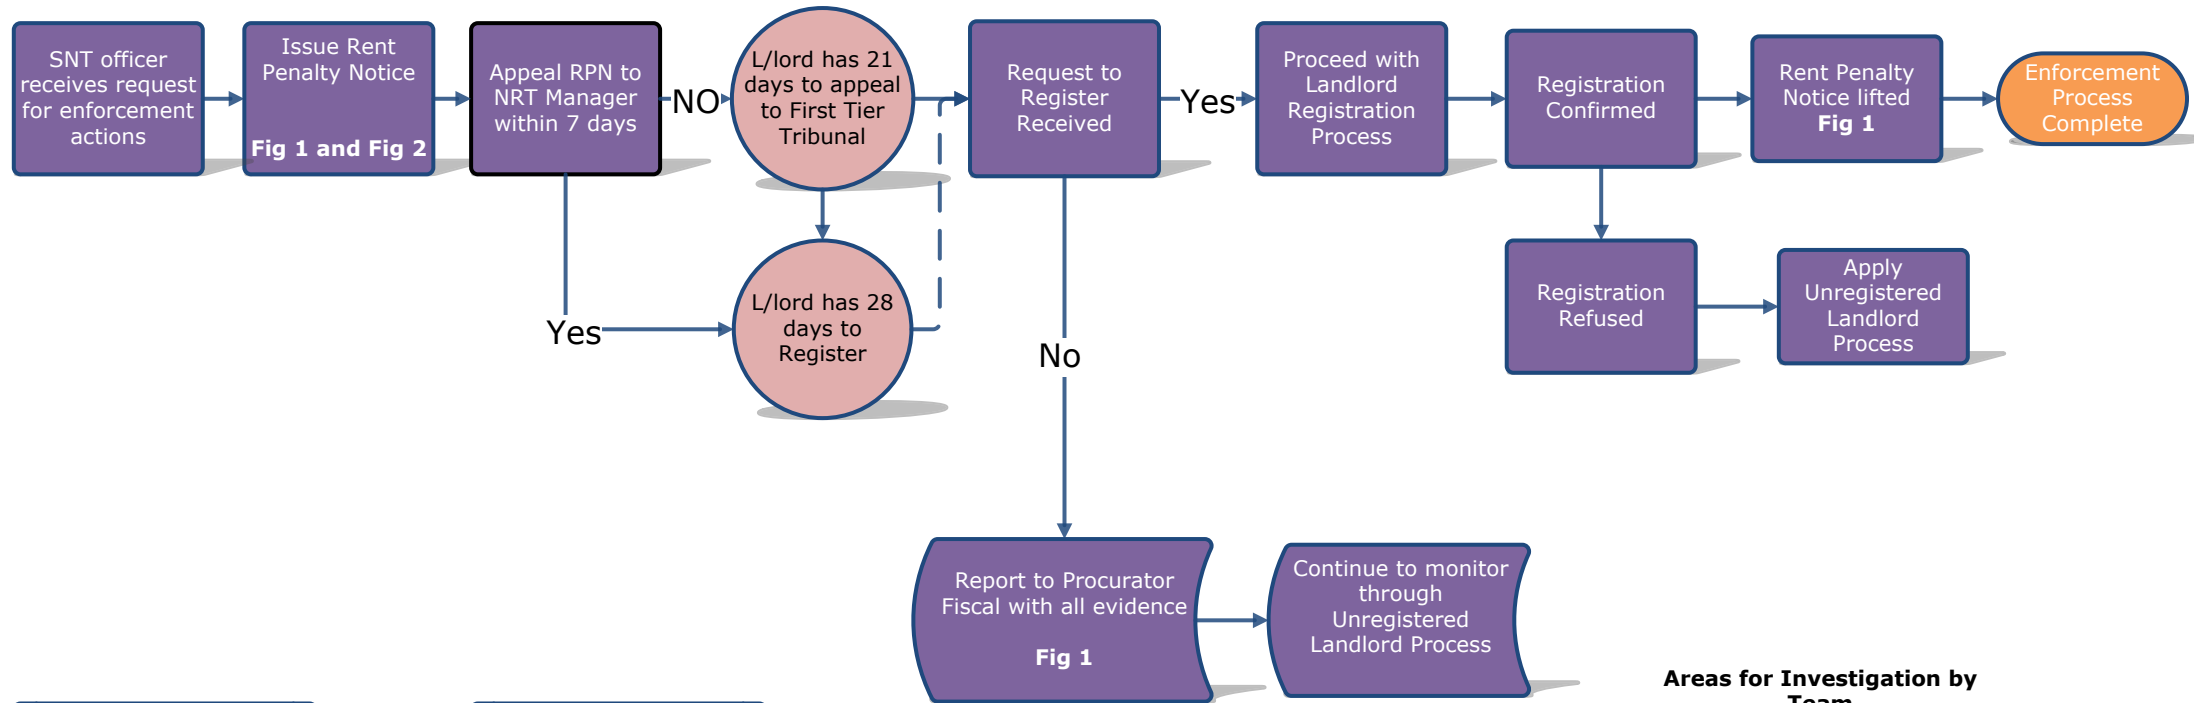 SNT officer
receives request
for enforcement
actions
Issue Rent
Penalty Notice
Fig 1 and Fig 2
Appeal RPN to
NRT Manager
within 7 days
NO
L/lord has 21
days to appeal
to First Tier
Tribunal
Request to
Register
Received
Yes
Proceed with
Landlord
Registration
Process
Registration
Confirmed
Rent Penalty
Notice lifted
Fig 1
Enforcement
Process
Complete
Yes
L/lord has 28
days to
Register
No
Registration
Refused
Apply
Unregistered
Landlord
Process
Report to Procurator
Fiscal with all evidence
Fig 1
Continue to monitor
through
Unregistered
Landlord Process
Areas for Investigation by
Team